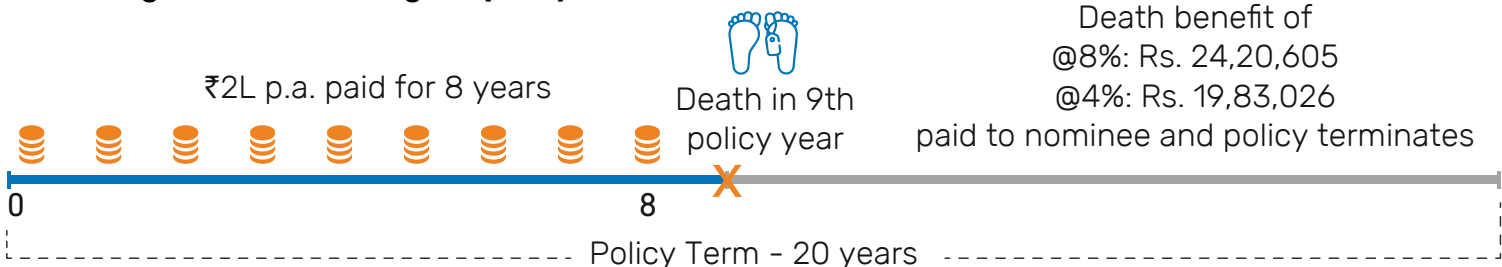 ₹2L p.a. paid for 8 years
Death in 9th
policy year
Death benefit of
@8%: Rs. 24,20,605
@4%: Rs. 19,83,026
paid to nominee and policy terminates
X
0
8
Policy Term - 20 years